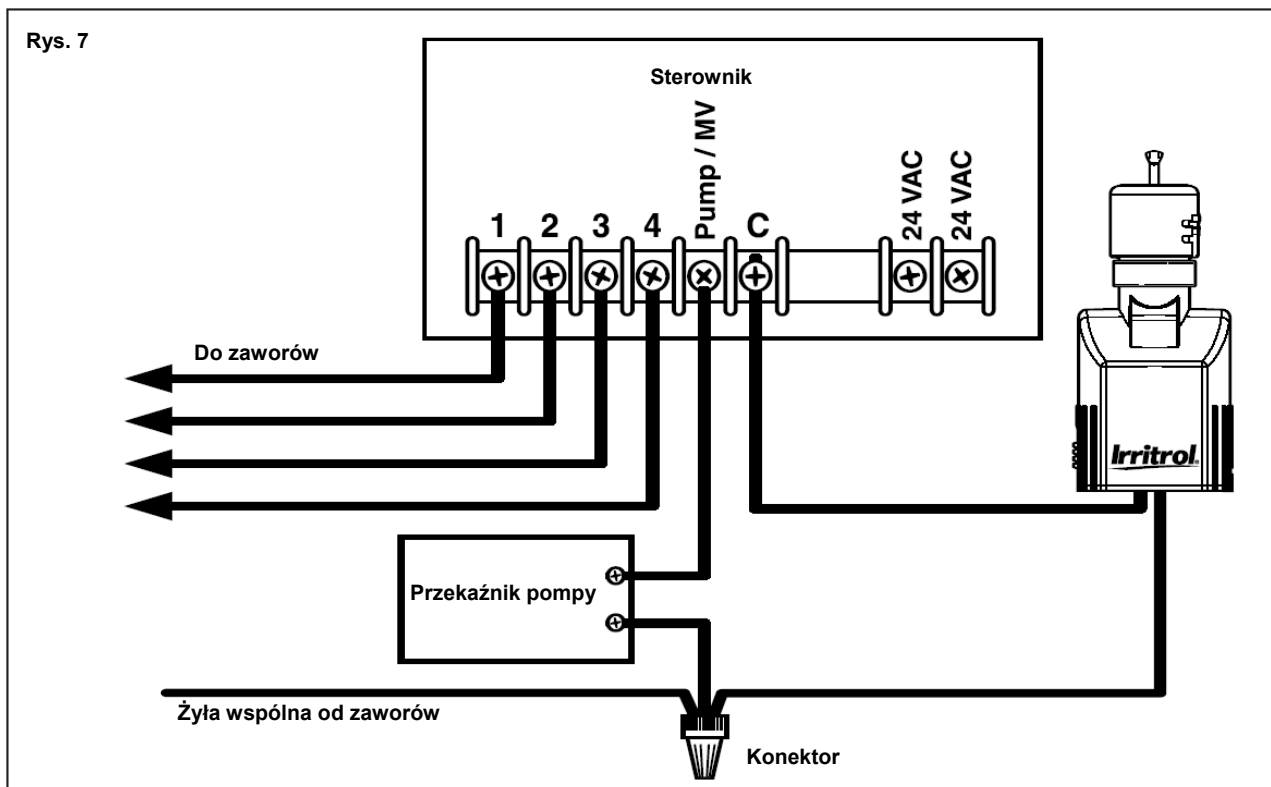 Rys. 7
Sterownik
1 2 3 4 Pump / MV C 24 VAC 24 VAC
Do zaworów
Irritrol®
Przekaźnik pompy
Żyła wspólna od zaworów
Konektor